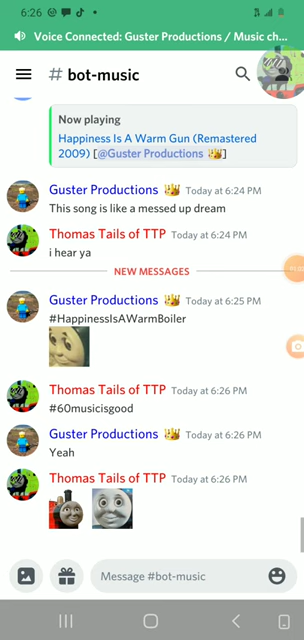 6:26
Voice Connected: Guster Productions / Music ch...
# bot-music
Now playing
Happiness Is A Warm Gun (Remastered
2009) [@Guster Productions 👑]
Guster Productions 👑 Today at 6:24 PM
This song is like a messed up dream
Thomas Tails of TTP Today at 6:24 PM
i hear ya
NEW MESSAGES
Guster Productions 👑 Today at 6:25 PM
#HappinessIsAWarmBoiler
Thomas Tails of TTP Today at 6:26 PM
#60musicisgood
Guster Productions 👑 Today at 6:26 PM
Yeah
Thomas Tails of TTP Today at 6:26 PM
Message #bot-music